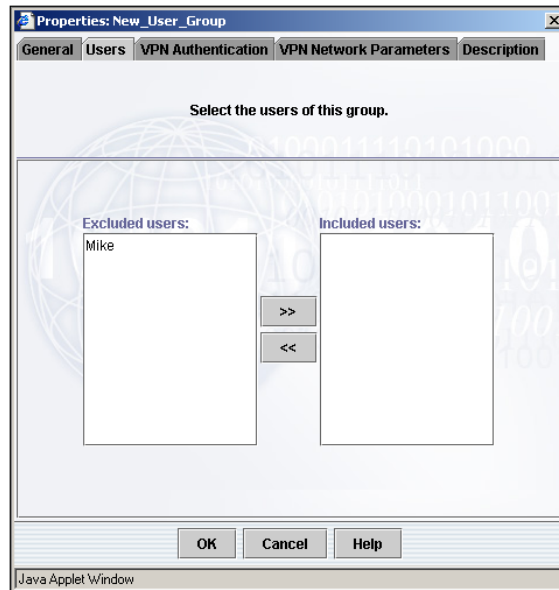 Properties: New_User_Group
General Users VPN Authentication VPN Network Parameters Description
Select the users of this group.
Excluded users: Included users:
Mike
>>
<<
OK Cancel Help
Java Applet Window